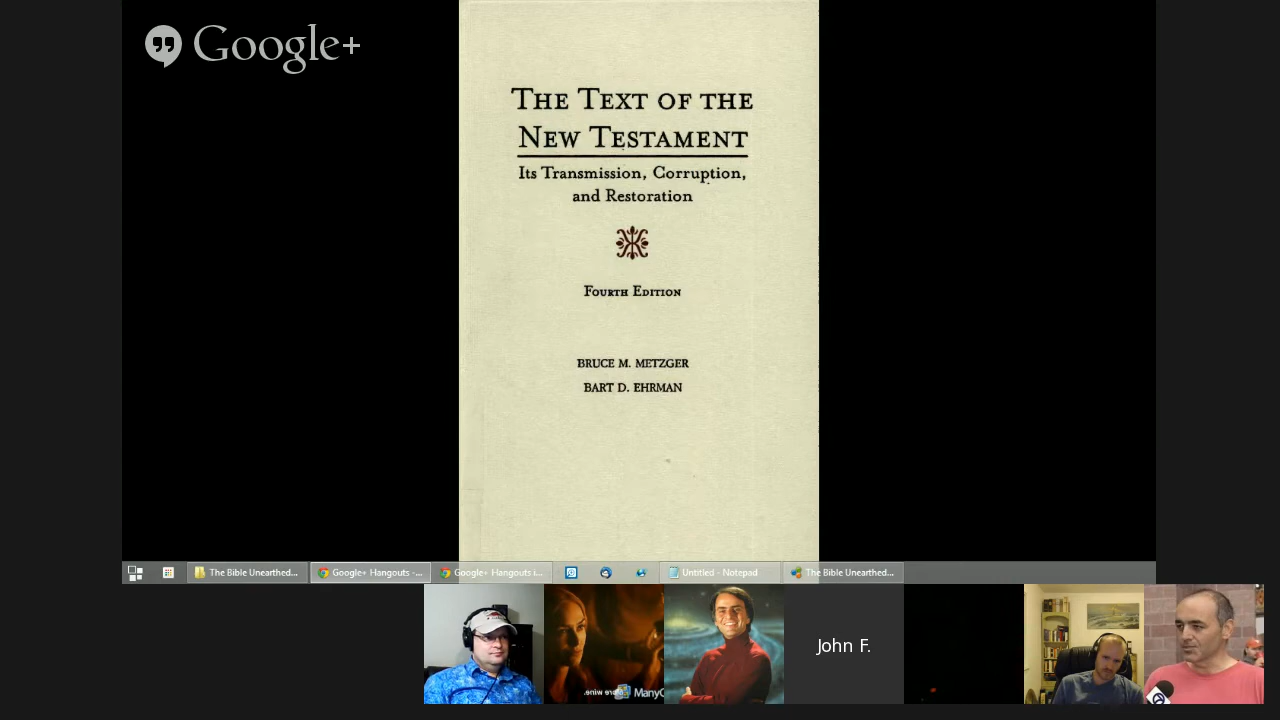 Google+
THE TEXT OF THE
NEW TESTAMENT
Its Transmission, Corruption,
and Restoration
FOURTH EDITION
BRUCE M. METZGER
BART D. EHRMAN
The Bible Unearthed... Google+ Hangouts -... Google+ Hangouts i... Untitled - Notepad The Bible Unearthed...
John F.